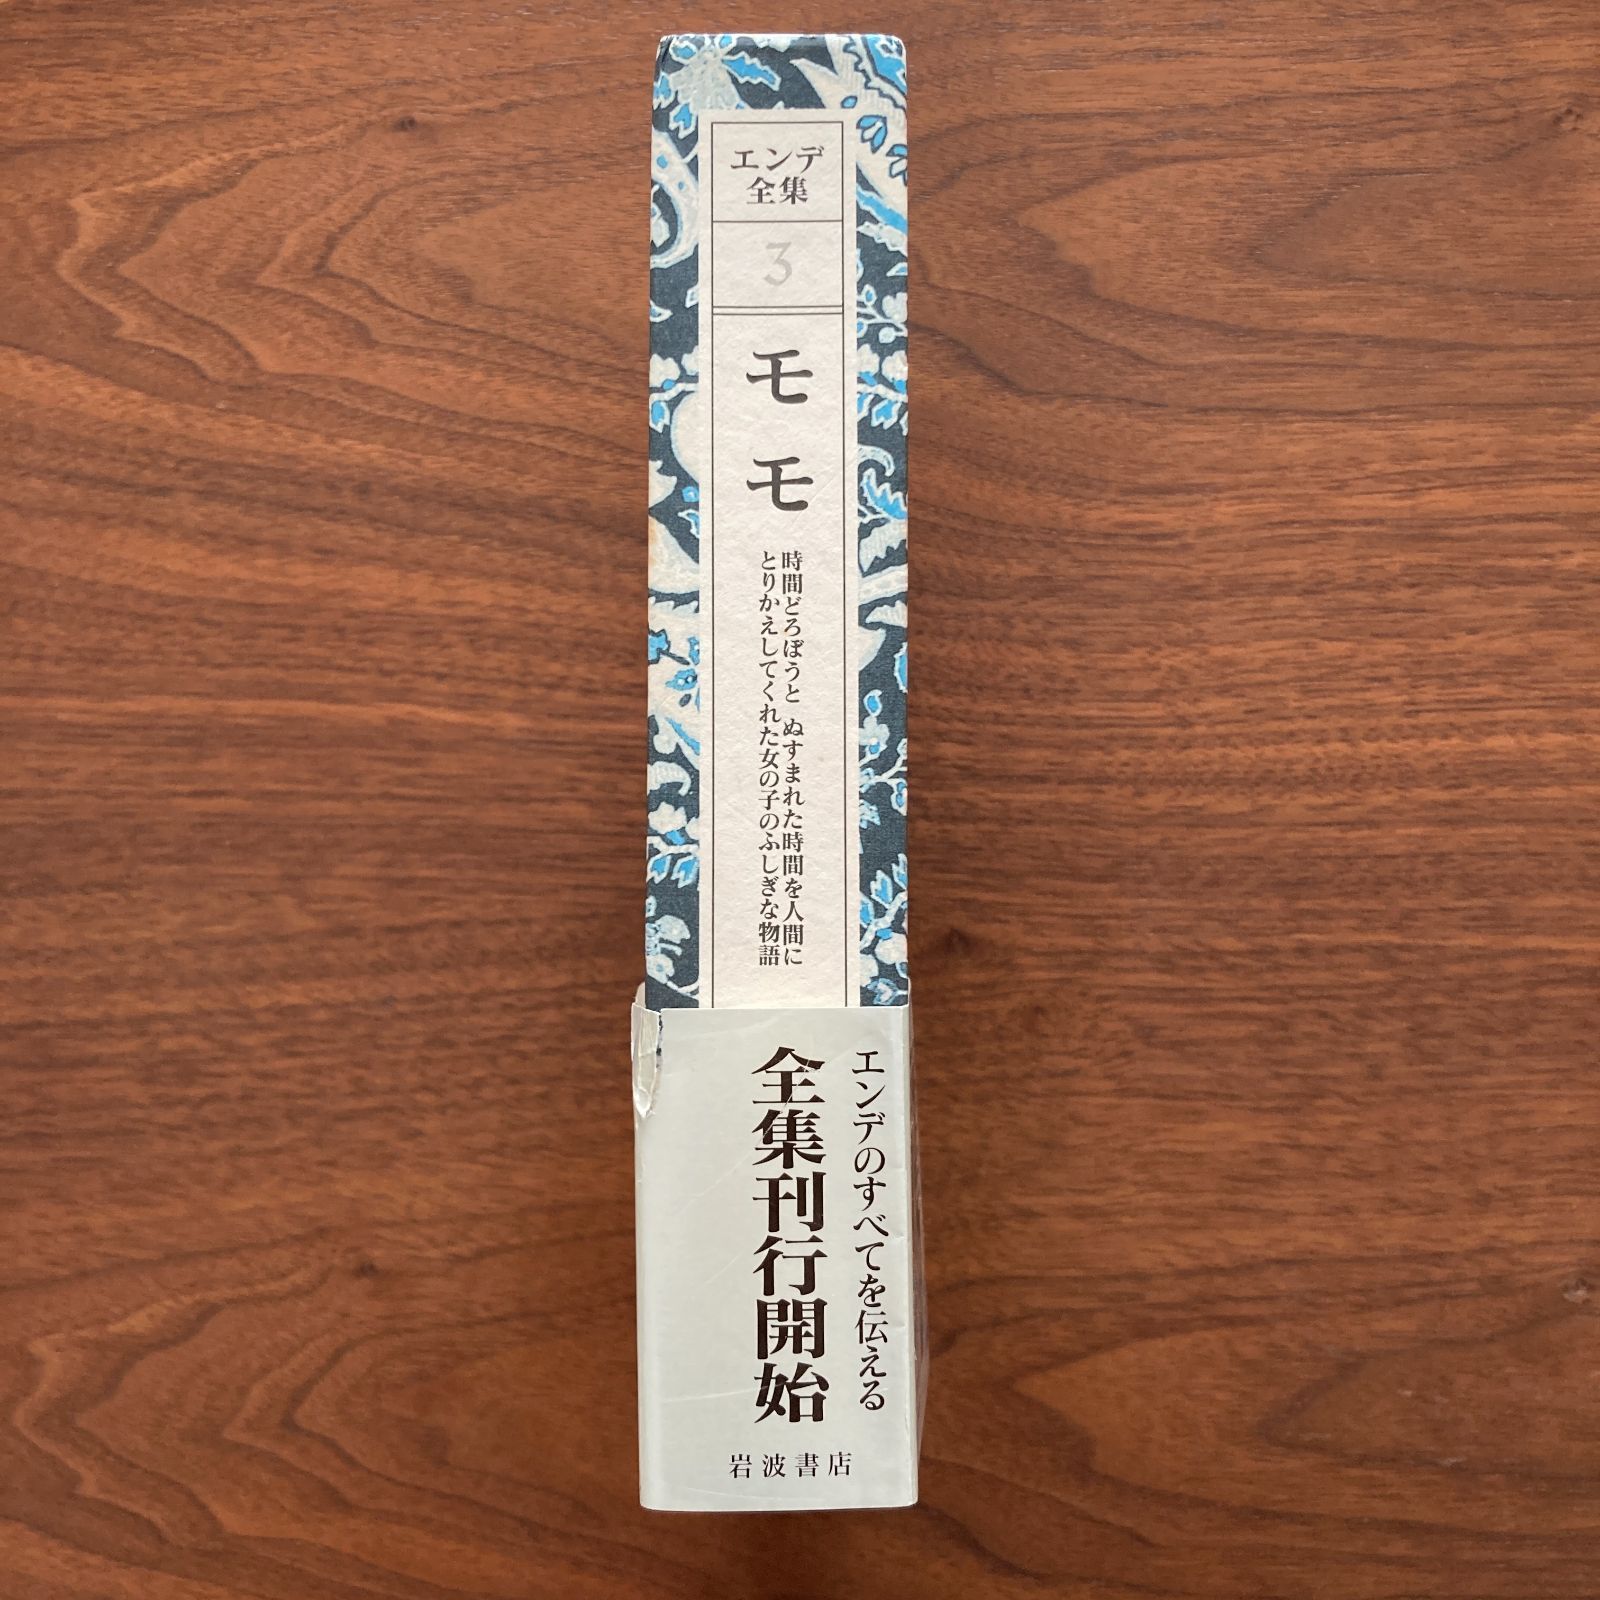 エンデ
全集
3
モモ
時間どろぼうと ぬすまれた時間を人間に
とりかえしてくれた女の子のふしぎな物語
エンデのすべてを伝える
全集刊行開始
岩波書店